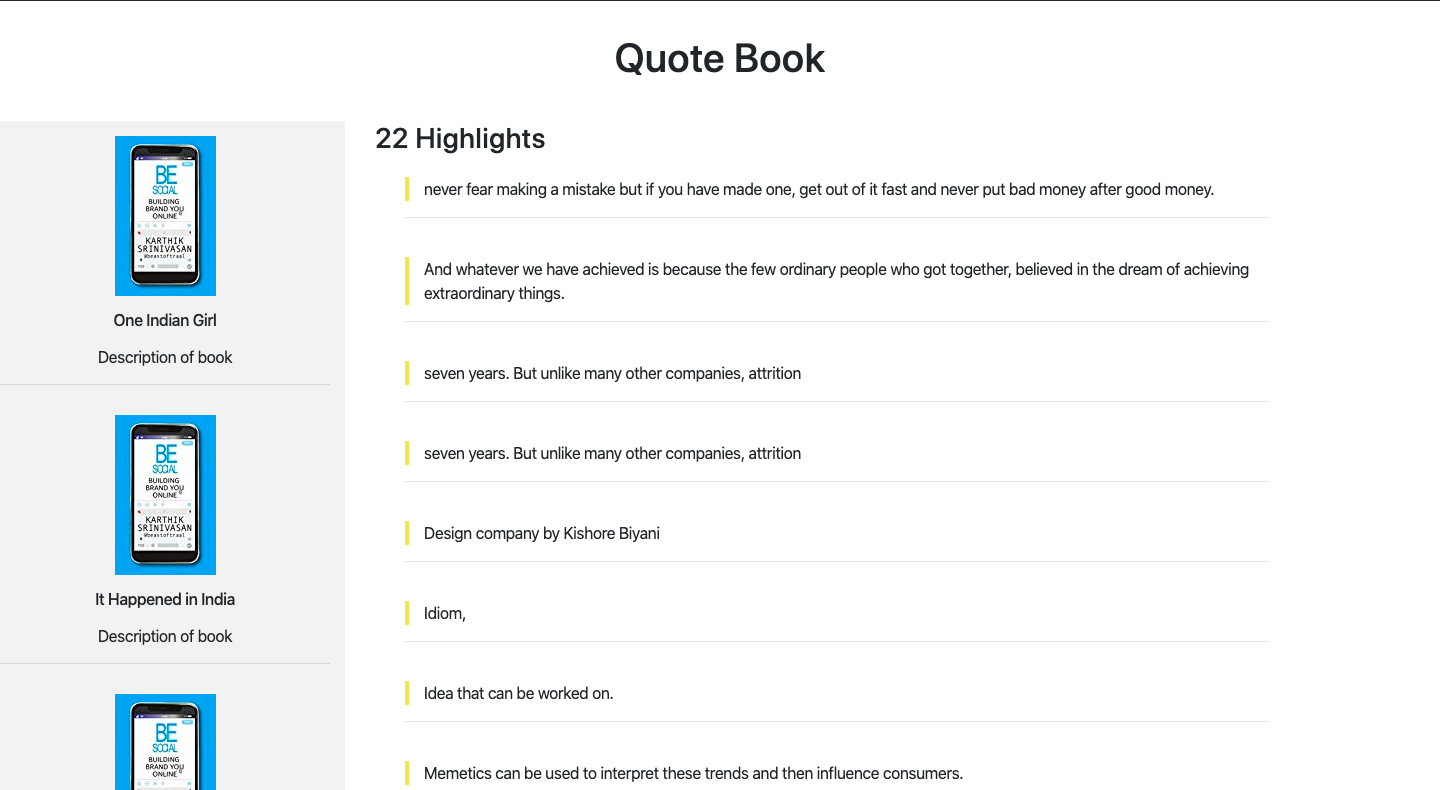 Quote Book
BE
SOCIAL
BUILDING
BRAND YOU
ONLINE
KARTHIK
SRINIVASAN
@beastoftraal
One Indian Girl
Description of book
BE
SOCIAL
BUILDING
BRAND YOU
ONLINE
KARTHIK
SRINIVASAN
@beastoftraal
It Happened in India
Description of book
BE
SOCIAL
BUILDING
BRAND YOU
ONLINE
22 Highlights
never fear making a mistake but if you have made one, get out of it fast and never put bad money after good money.
And whatever we have achieved is because the few ordinary people who got together, believed in the dream of achieving
extraordinary things.
seven years. But unlike many other companies, attrition
seven years. But unlike many other companies, attrition
Design company by Kishore Biyani
Idiom,
Idea that can be worked on.
Memetics can be used to interpret these trends and then influence consumers.